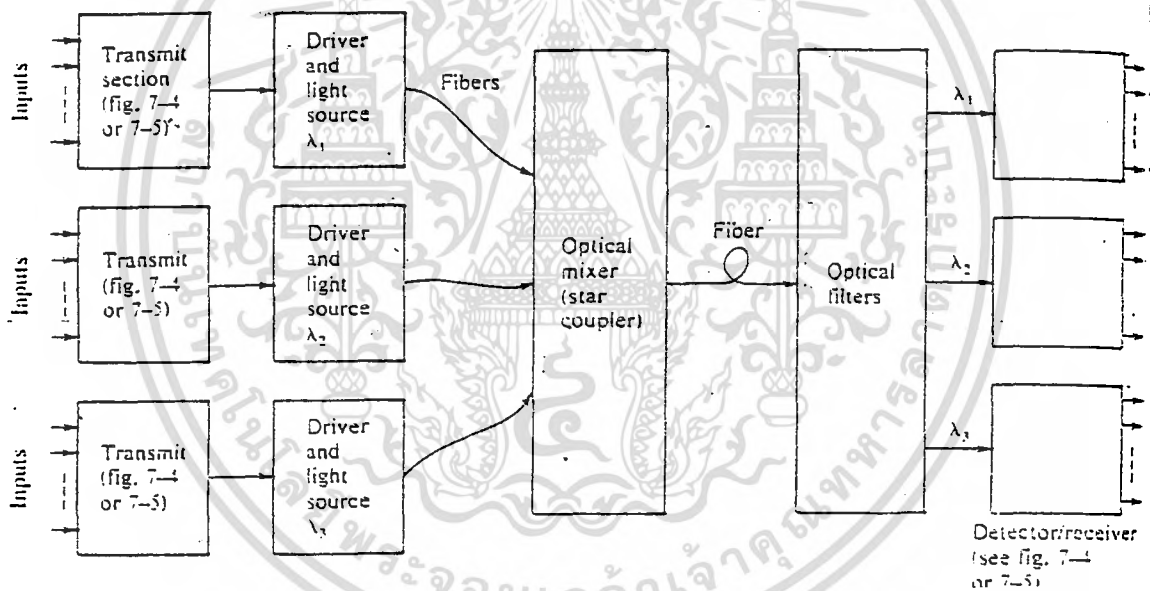 Inputs
Transmit
section
(fig. 7-4
or 7-5)
Driver
and
light
source
λ1
Fibers
Inputs
Transmit
(fig. 7-4
or 7-5)
Driver
and
light
source
λ2
Inputs
Transmit
(fig. 7-4
or 7-5)
Driver
and
light
source
λ3
Optical
mixer
(star
coupler)
Fiber
Optical
filters
λ1
λ2
λ3
Detector/receiver
(see fig. 7-4
or 7-5)